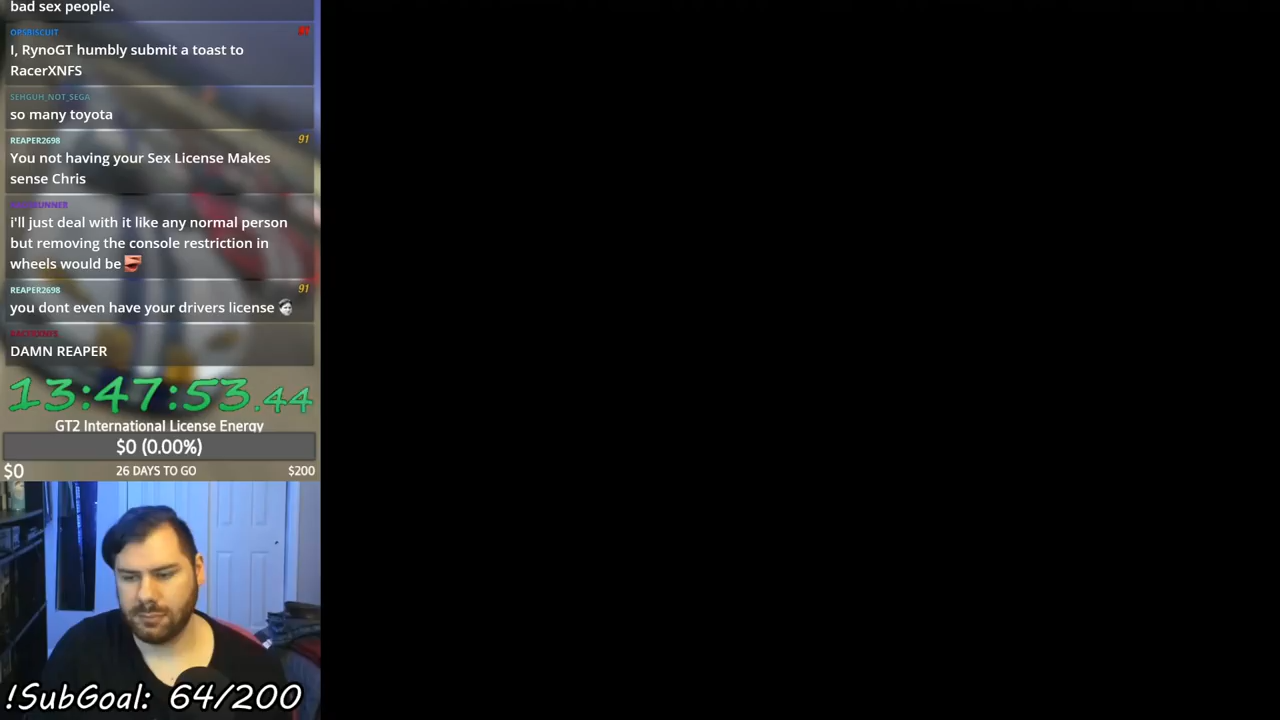 bad sex people.
OPSBISCUIT
I, RynoGT humbly submit a toast to
RacerXNFS
SEHGUH_NOT_SEGA
so many toyota
REAPER2698 91
You not having your Sex License Makes
sense Chris
i'll just deal with it like any normal person
but removing the console restriction in
wheels would be
REAPER2698 91
you dont even have your drivers license
RACERXNFS
DAMN REAPER
13:47:53.44
GT2 International License Energy
$0 (0.00%)
$0 26 DAYS TO GO $200
!SubGoal: 64/200